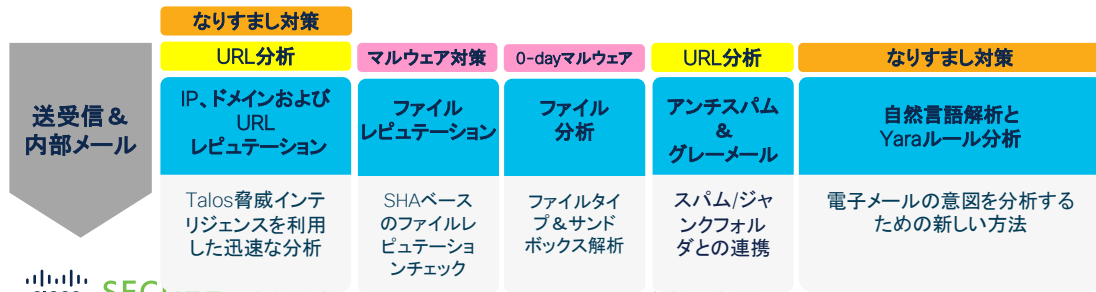 なりすまし対策
URL分析
マルウェア対策
0-dayマルウェア
URL分析
なりすまし対策
送受信＆
内部メール
IP、ドメインおよび
URL
レピュテーション
ファイル
レピュテーション
ファイル
分析
アンチスパム
&
グレーメール
自然言語解析と
Yaraルール分析
Talos脅威インテ
リジェンスを利用
した迅速な分析
SHAベース
のファイルレ
ピュテーショ
ンチェック
ファイルタイ
プ＆サンド
ボックス解析
スパム/ジャ
ンクフォル
ダとの連携
電子メールの意図を分析する
ための新しい方法